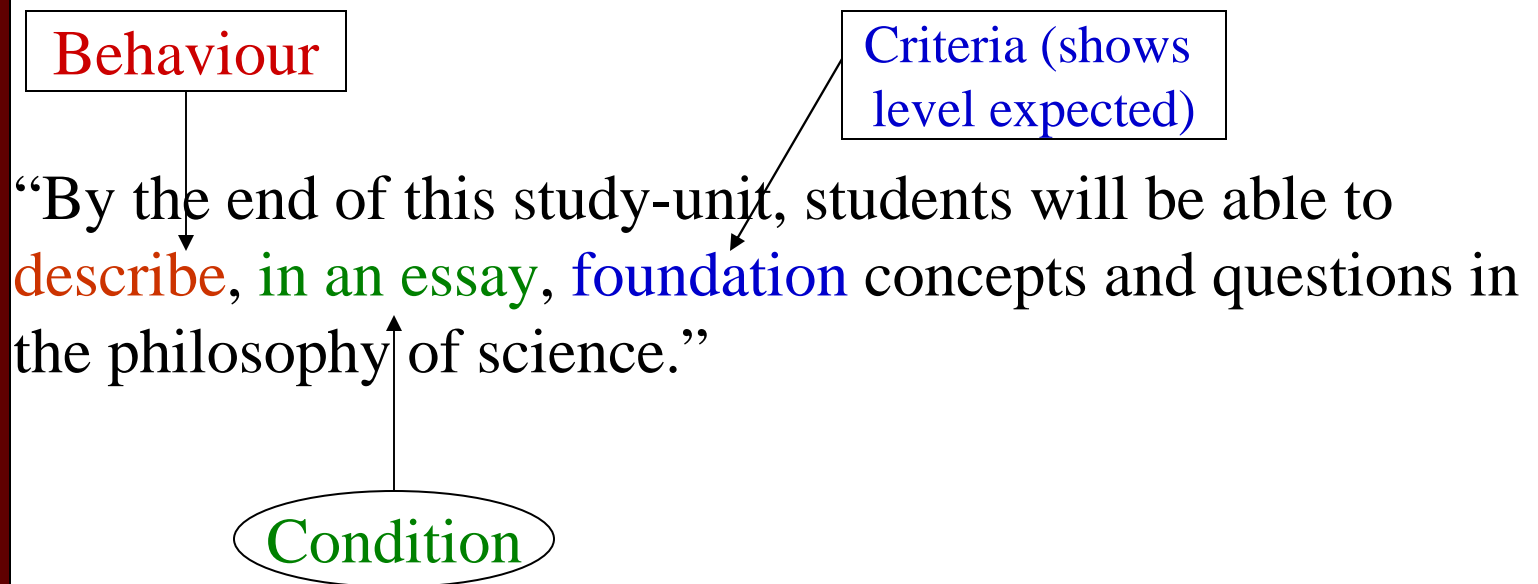 Behaviour
Criteria (shows
level expected)
“By the end of this study-unit, students will be able to
describe, in an essay, foundation concepts and questions in
the philosophy of science.”
Condition